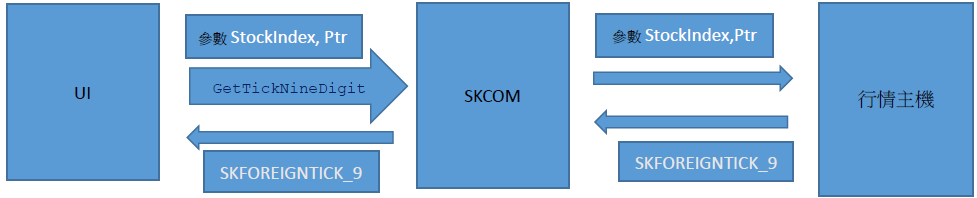 UI
參數 StockIndex, Ptr
GetTickNineDigit
SKFOREIGNTICK_9
SKCOM
參數 StockIndex,Ptr
SKFOREIGNTICK_9
行情主機